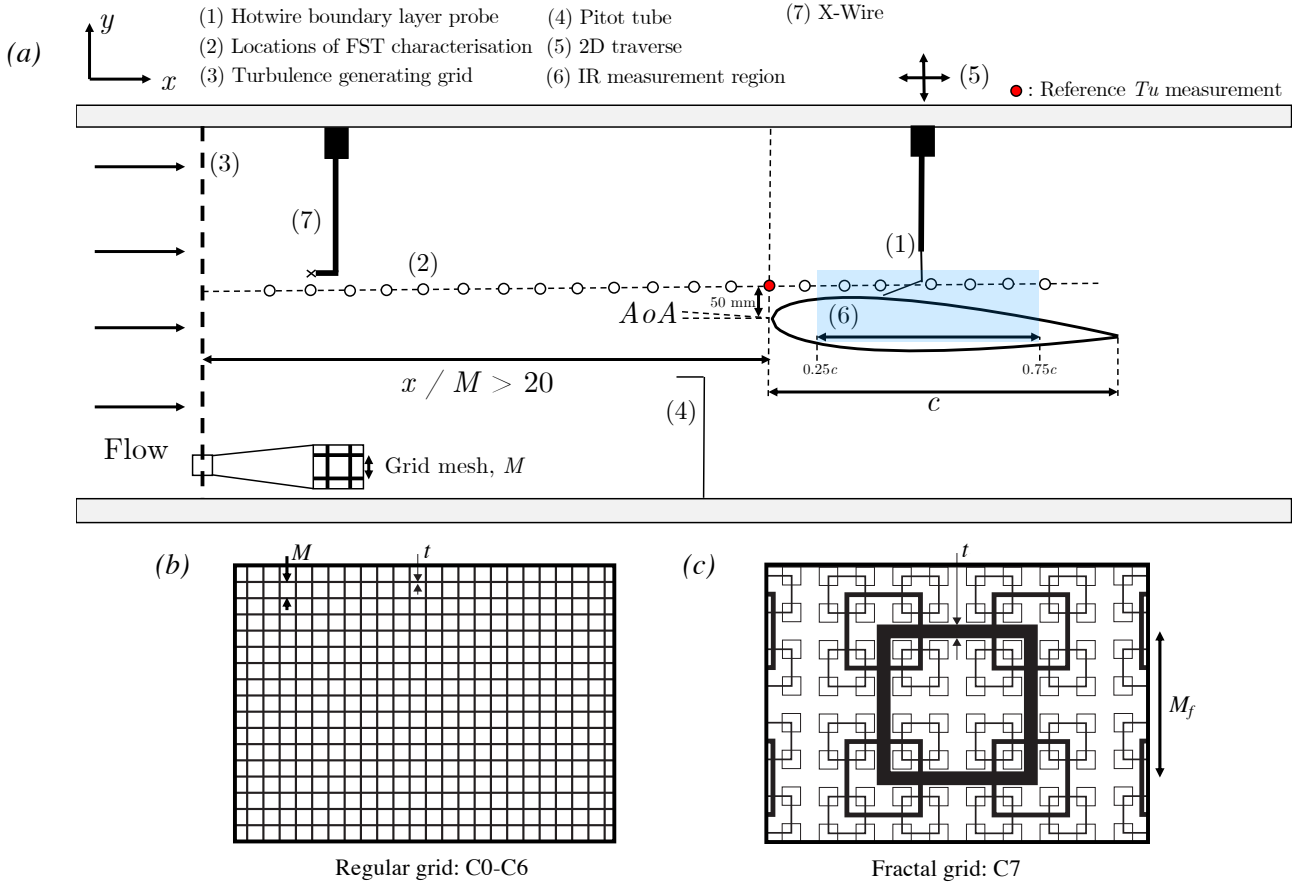 (a)
y
x
(1) Hotwire boundary layer probe
(2) Locations of FST characterisation
(3) Turbulence generating grid
(4) Pitot tube
(5) 2D traverse
(6) IR measurement region
(7) X-Wire
(5)
: Reference Tu measurement
(3)
(7)
(2)
(1)
50 mm
AoA
(6)
0.25c
0.75c
x / M > 20
(4)
c
Flow
Grid mesh, M
(b)
M
t
Regular grid: C0-C6
(c)
t
M_f
Fractal grid: C7